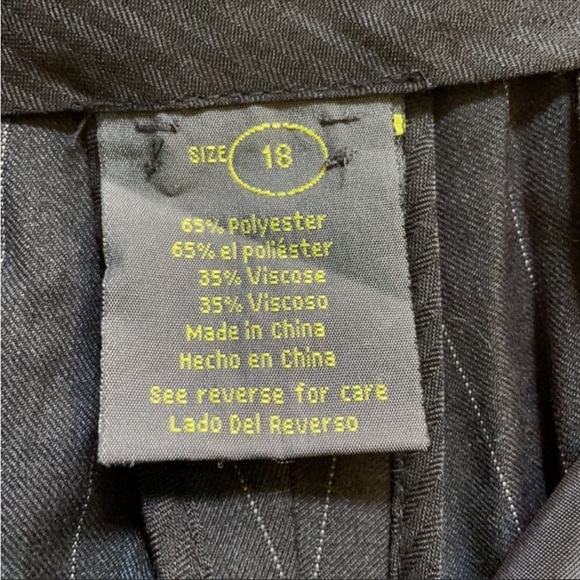 SIZE 18
65% Polyester
65% el poliéster
35% Viscose
35% Viscoso
Made in China
Hecho en China
See reverse for care
Lado Del Reverso